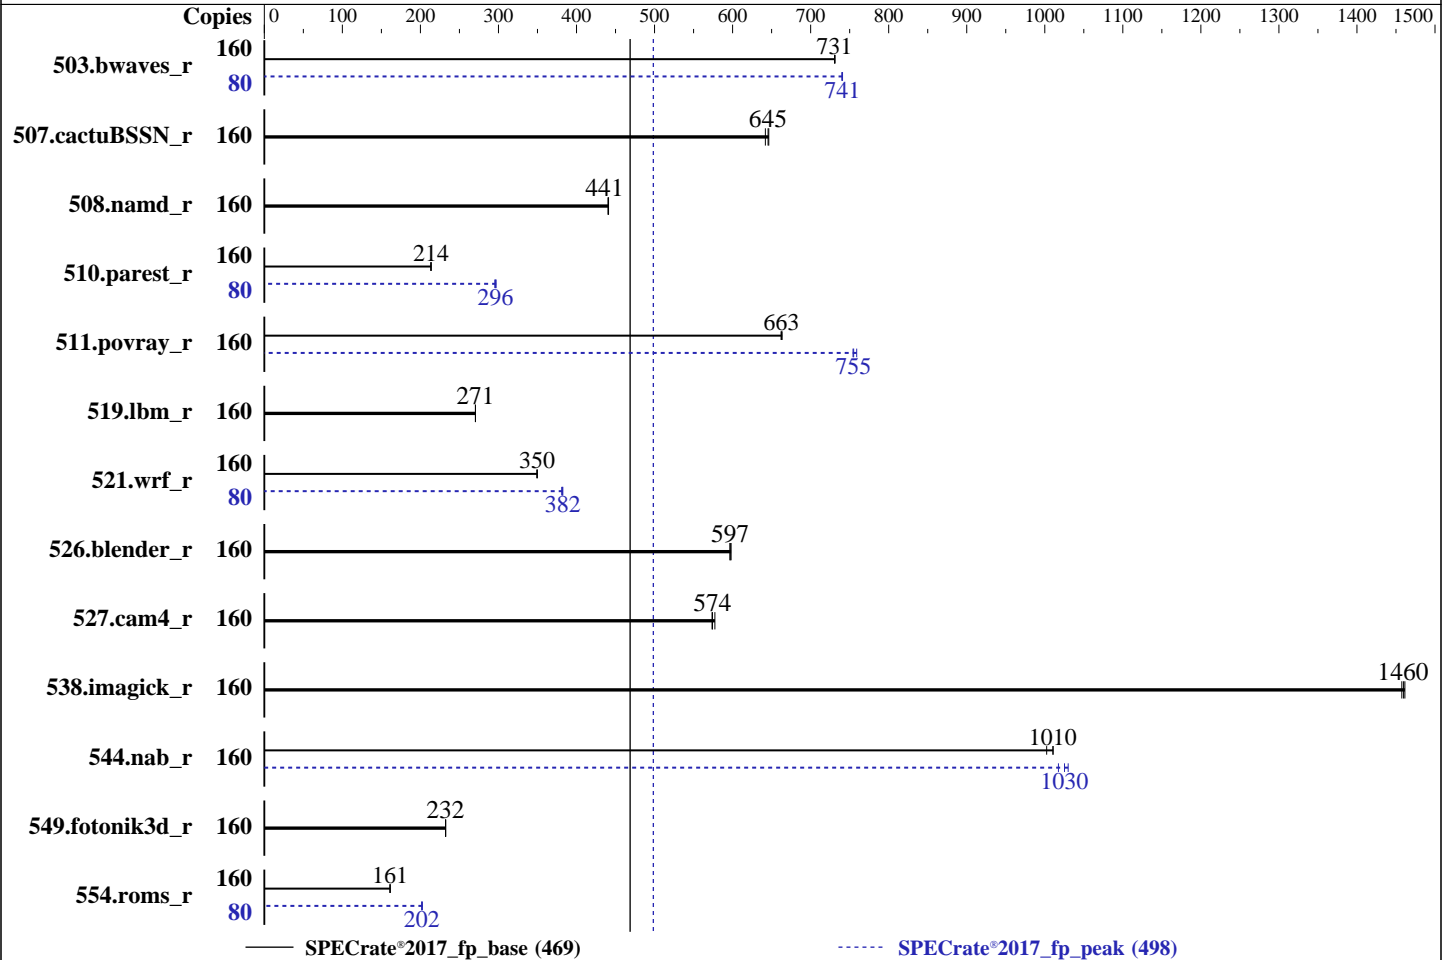 Copies 0 100 200 300 400 500 600 700 800 900 1000 1100 1200 1300 1400 1500
503.bwaves_r 160 731
80 741
507.cactuBSSN_r 160 645
508.namd_r 160 441
510.parest_r 160 214
80 296
511.povray_r 160 663
755
519.lbm_r 160 271
521.wrf_r 160 350
80 382
526.blender_r 160 597
527.cam4_r 160 574
538.imagick_r 160 1460
544.nab_r 160 1010
1030
549.fotonik3d_r 160 232
554.roms_r 160 161
80 202
SPECrate®2017_fp_base (469) SPECrate®2017_fp_peak (498)